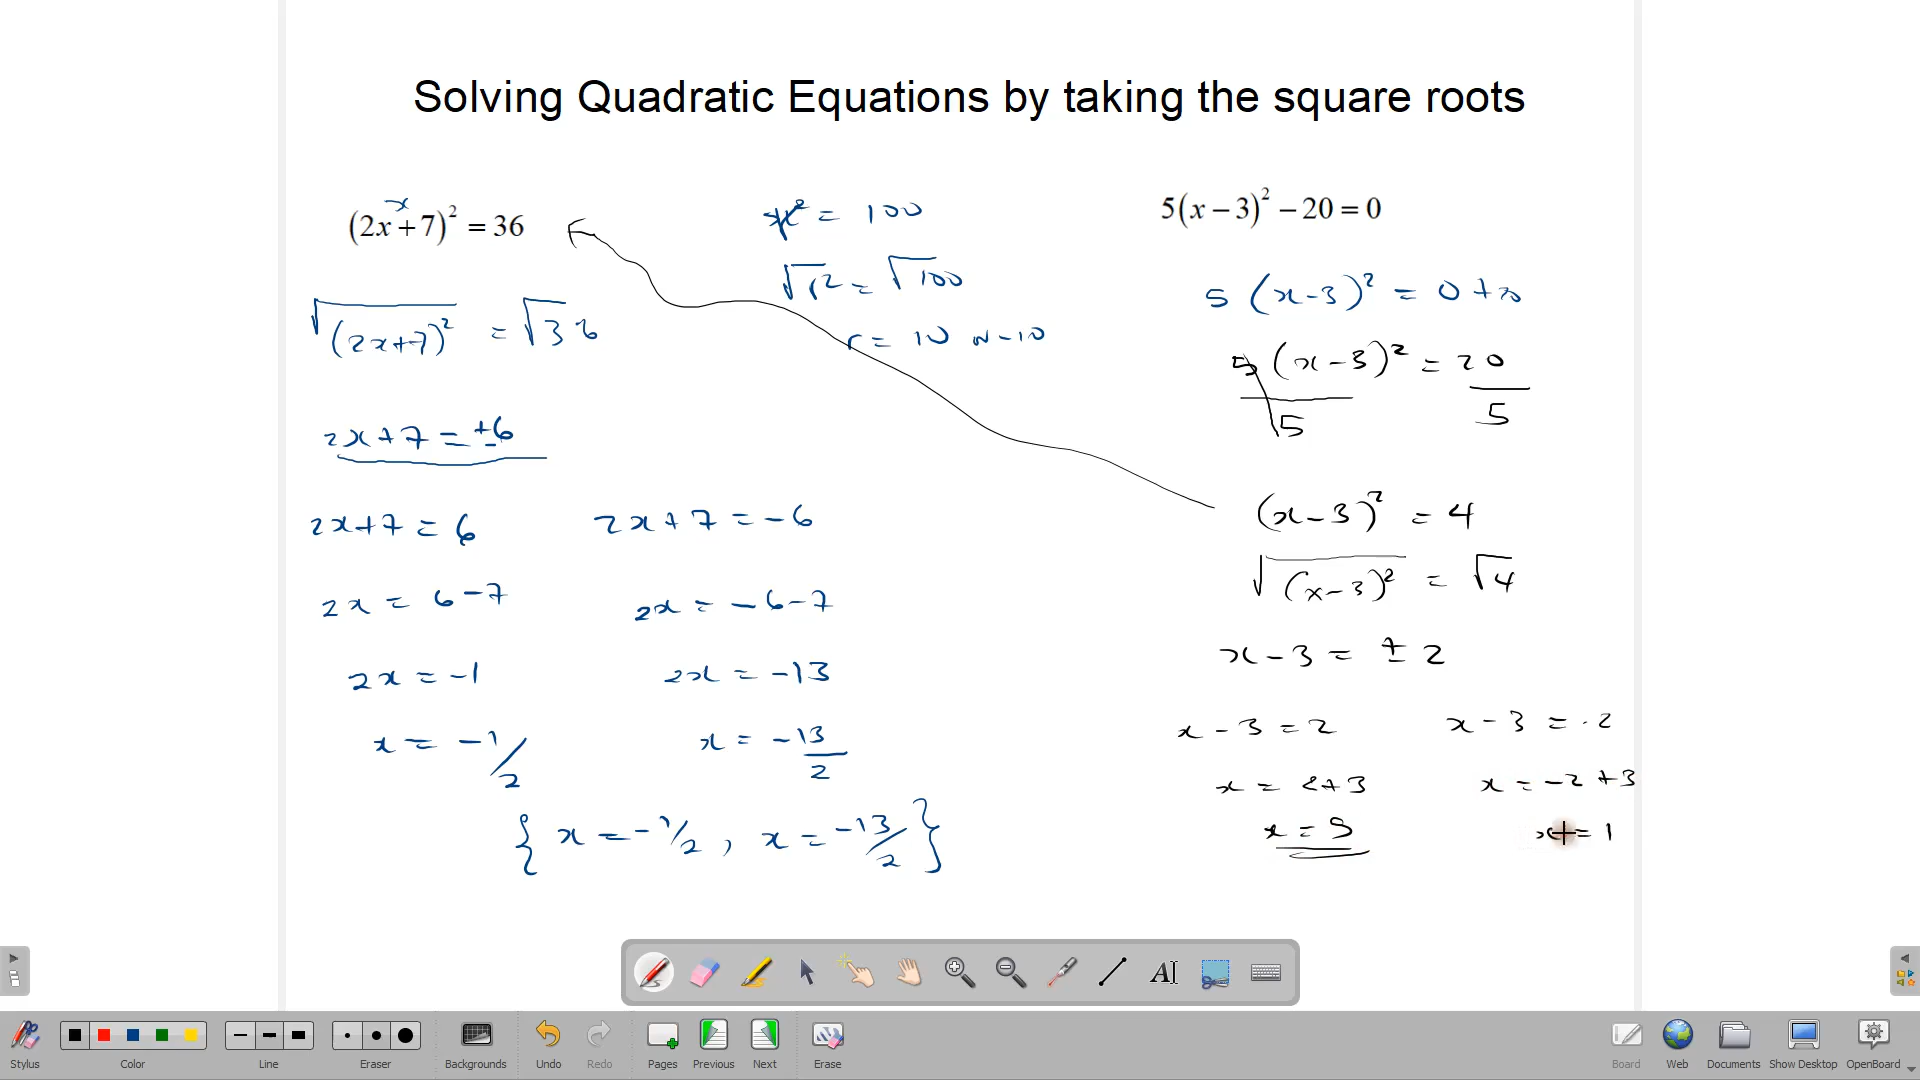 Solving Quadratic Equations by taking the square roots
(2x+7)² = 36
x
√(2x+7)² = √36
2x+7 = ±6
2x+7 = 6
2x = 6-7
2x = -1
x = -1/2
2x+7 = -6
2x = -6-7
2x = -13
x = -13/2
{ x = -1/2 , x = -13/2 }
x² = 100
√r² = √100
r = 10 or -10
5(x-3)² - 20 = 0
5(x-3)² = 0+20
5(x-3)² = 20
5 5
(x-3)² = 4
√(x-3)² = √4
x-3 = ±2
x-3 = 2
x = 2+3
x = 5
x-3 = -2
x = -2+3
x = 1
Stylus
Color
Line
Eraser
Backgrounds
Undo
Redo
Pages
Previous
Next
Erase
Board
Web
Documents
Show Desktop
OpenBoard